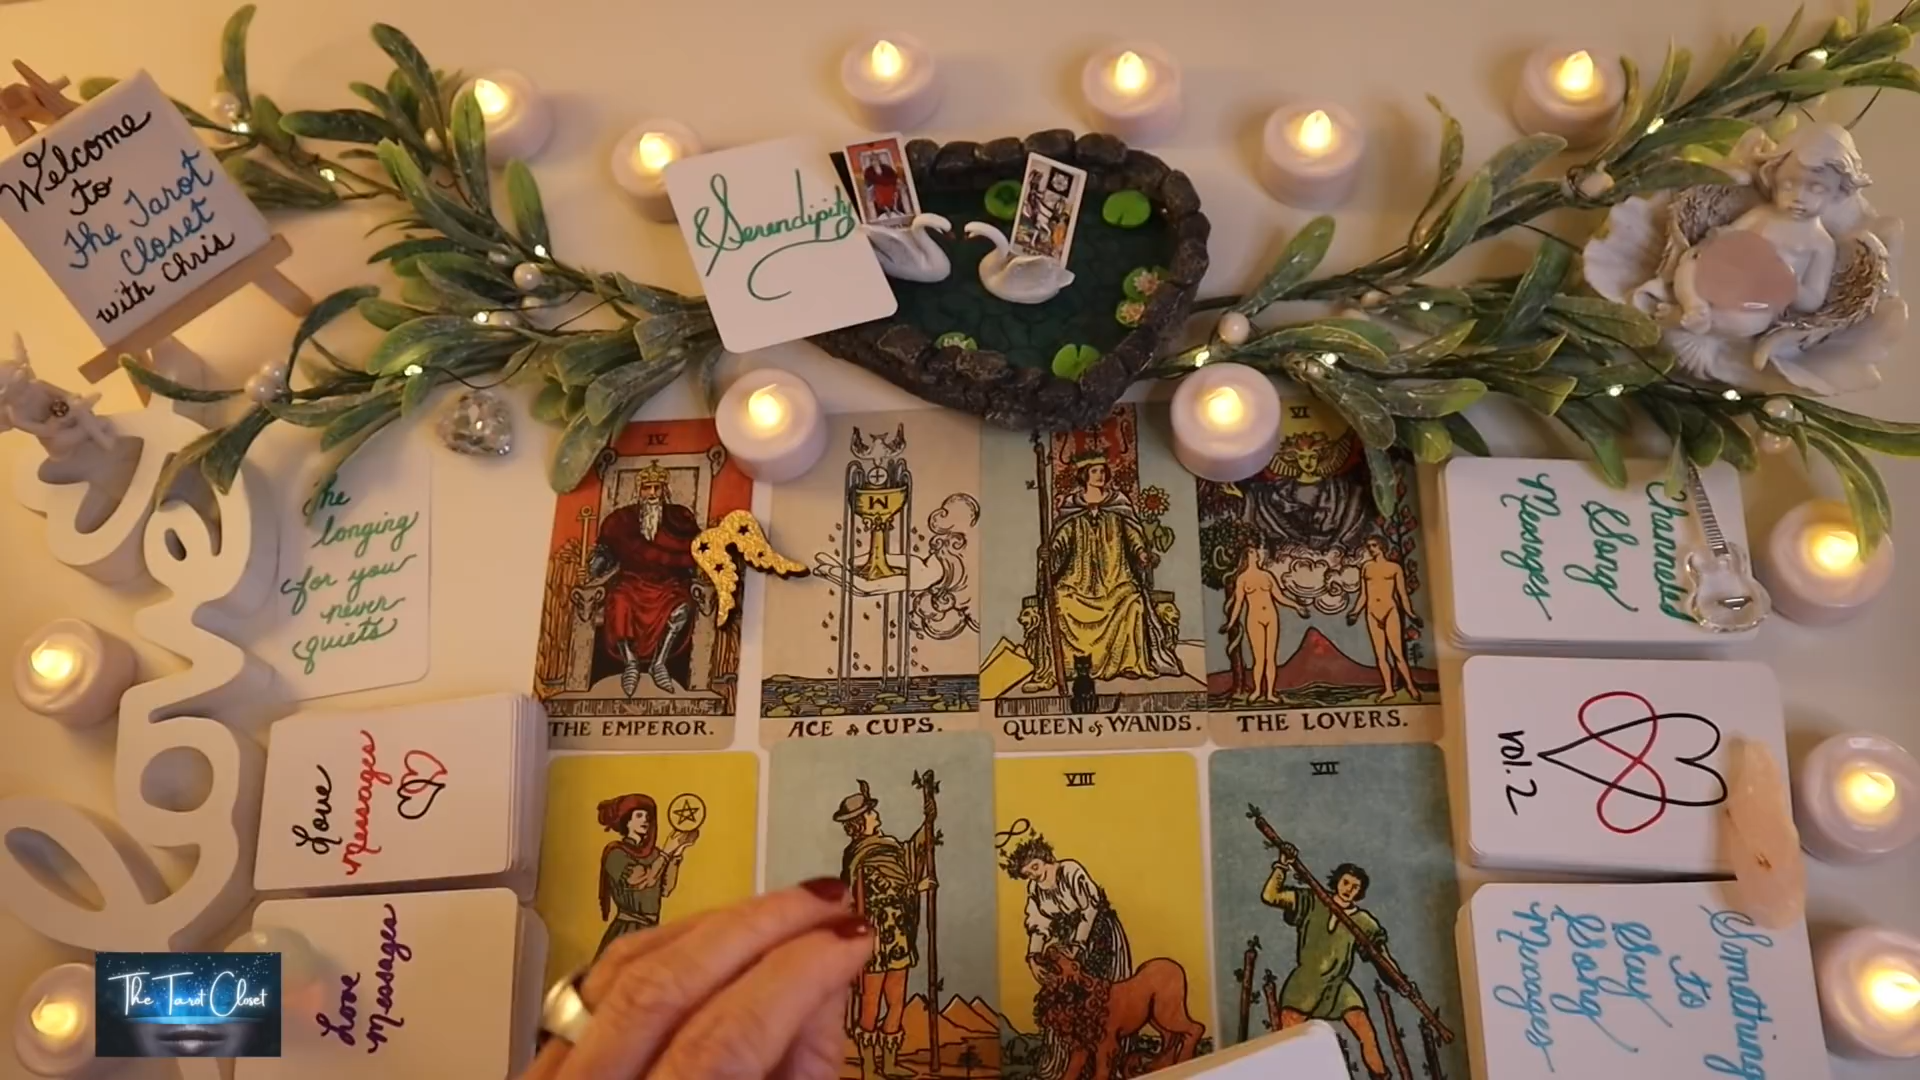 Welcome
to
The Tarot
Closet
with Chris
Serendipity
The
longing
for you
never
quiets
IV
THE EMPEROR.
ACE & CUPS.
QUEEN of WANDS.
VI
THE LOVERS.
Channeled
Song
Messages
Love
Messages
VIII
VII
vol. 2
Love
Messages
Something
to
Say
Song
Messages
The Tarot Closet